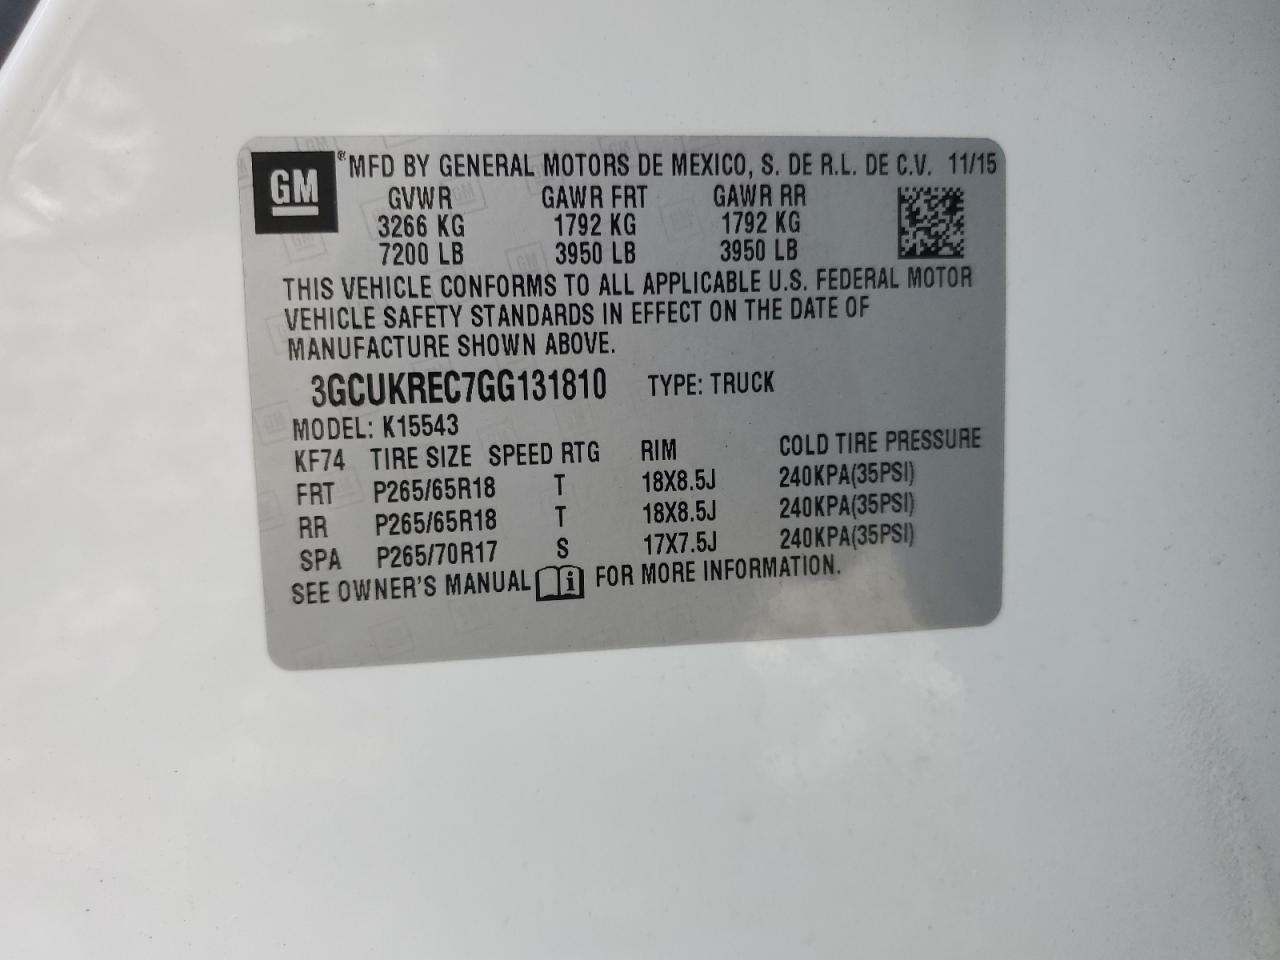 GM ® MFD BY GENERAL MOTORS DE MEXICO, S. DE R.L. DE C.V. 11/15
GVWR GAWR FRT GAWR RR
3266 KG 1792 KG 1792 KG
7200 LB 3950 LB 3950 LB
THIS VEHICLE CONFORMS TO ALL APPLICABLE U.S. FEDERAL MOTOR
VEHICLE SAFETY STANDARDS IN EFFECT ON THE DATE OF
MANUFACTURE SHOWN ABOVE.
3GCUKREC7GG131810 TYPE: TRUCK
MODEL: K15543
KF74 TIRE SIZE SPEED RTG RIM COLD TIRE PRESSURE
FRT P265/65R18 T 18X8.5J 240KPA(35PSI)
RR P265/65R18 T 18X8.5J 240KPA(35PSI)
SPA P265/70R17 S 17X7.5J 240KPA(35PSI)
SEE OWNER'S MANUAL i FOR MORE INFORMATION.